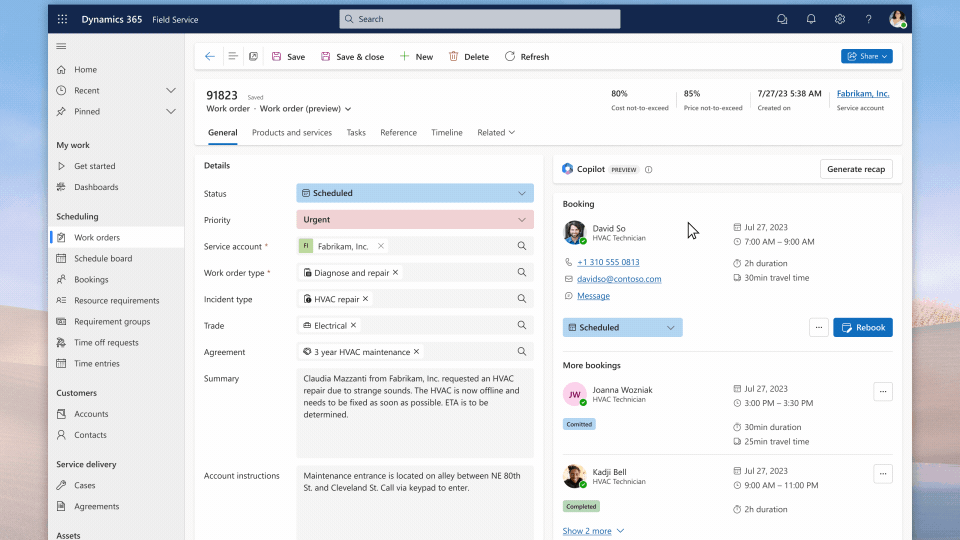 Dynamics 365 Field Service
Search
Share
Save
Save & close
New
Delete
Refresh
Home
Recent
Pinned
My work
Get started
Dashboards
Scheduling
Work orders
Schedule board
Bookings
Resource requirements
Requirement groups
Time off requests
Time entries
Customers
Accounts
Contacts
Service delivery
Cases
Agreements
Assets
91823 Saved
Work order · Work order (preview)
80%
Cost not-to-exceed
85%
Price not-to-exceed
7/27/23 5:38 AM
Created on
Fabrikam, Inc.
Service account
General Products and services Tasks Reference Timeline Related
Details
Status Scheduled
Priority Urgent
Service account * FI Fabrikam, Inc.
Work order type * Diagnose and repair
Incident type HVAC repair
Trade Electrical
Agreement 3 year HVAC maintenance
Summary
Claudia Mazzanti from Fabrikam, Inc. requested an HVAC
repair due to strange sounds. The HVAC is now offline and
needs to be fixed as soon as possible. ETA is to be
determined.
Account instructions
Maintenance entrance is located on alley between NE 80th
St. and Cleveland St. Call via keypad to enter.
Copilot PREVIEW
Generate recap
Booking
David So
HVAC Technician
+1 310 555 0813
davidso@contoso.com
Message
Jul 27, 2023
7:00 AM – 9:00 AM
2h duration
30min travel time
Scheduled
Rebook
More bookings
JW
Joanna Wozniak
HVAC Technician
Comitted
Jul 27, 2023
3:00 PM – 3:30 PM
30min duration
25min travel time
Kadji Bell
HVAC Technician
Completed
Jul 27, 2023
9:00 AM – 11:00 PM
2h duration
Show 2 more